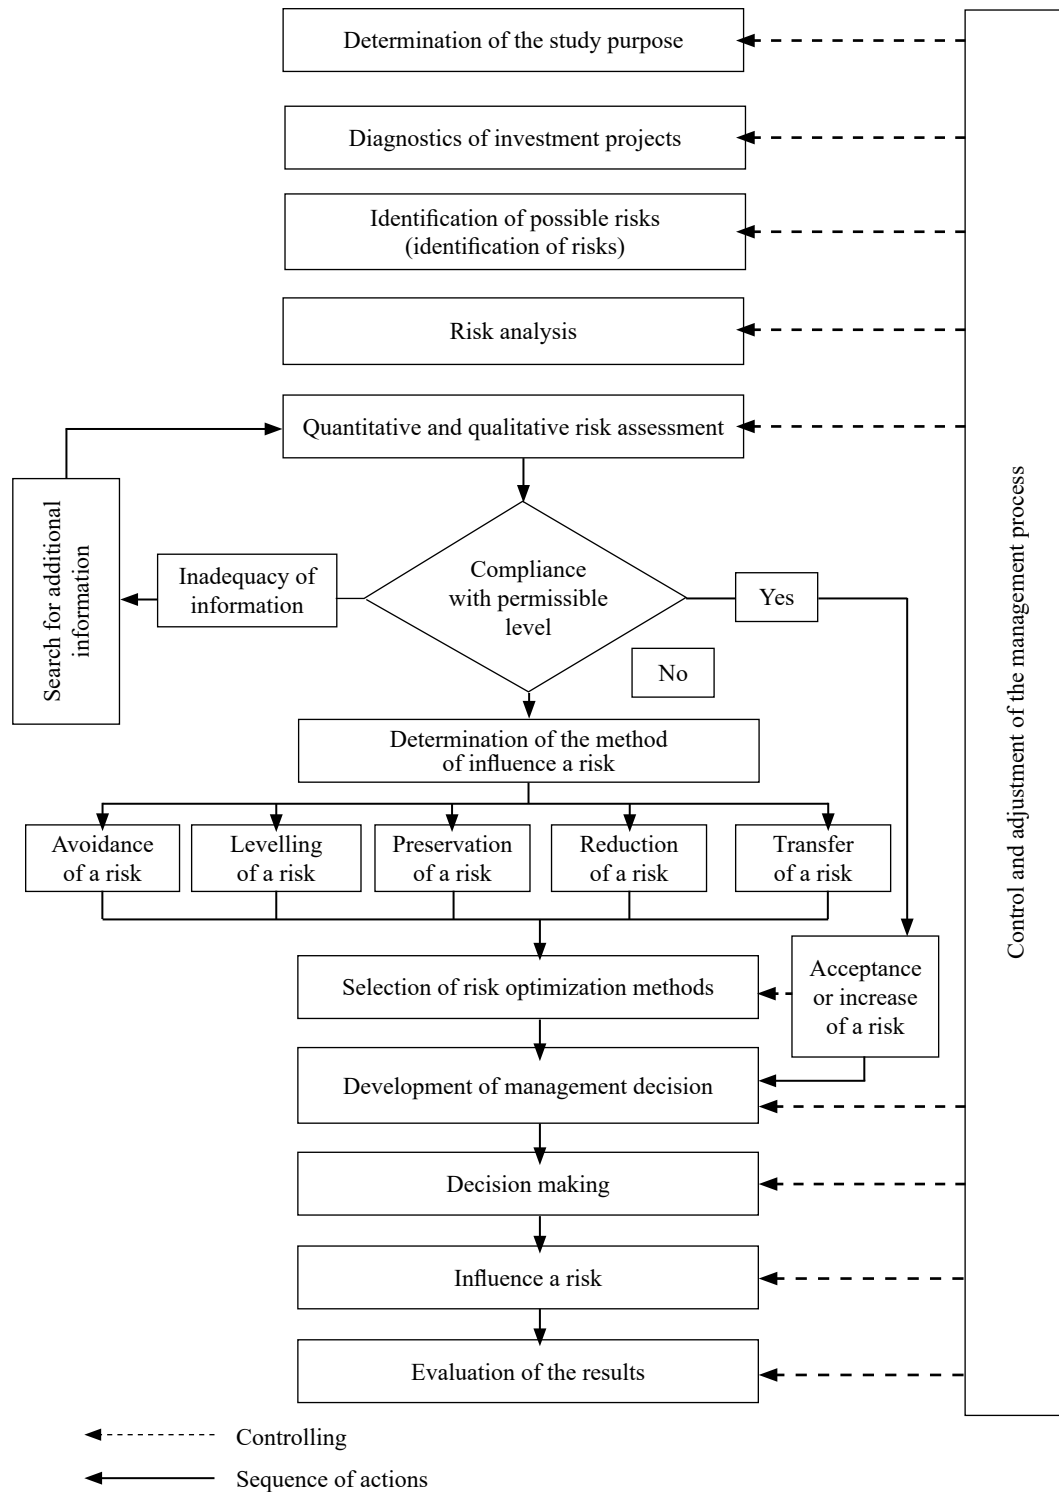 Determination of the study purpose
Diagnostics of investment projects
Identification of possible risks
(identification of risks)
Risk analysis
Quantitative and qualitative risk assessment
Search for additional
information
Inadequacy of
information
Compliance
with permissible
level
Yes
No
Determination of the method
of influence a risk
Avoidance
of a risk
Levelling
of a risk
Preservation
of a risk
Reduction
of a risk
Transfer
of a risk
Selection of risk optimization methods
Acceptance
or increase
of a risk
Development of management decision
Decision making
Influence a risk
Evaluation of the results
Control and adjustment of the management process
Controlling
Sequence of actions